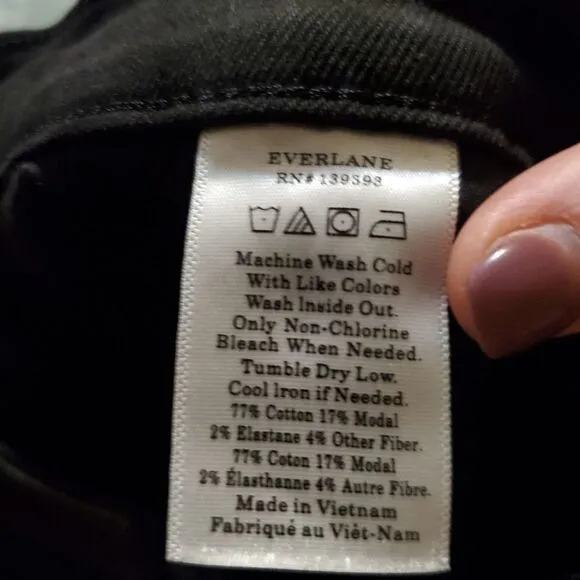 EVERLANE
RN# 139593
Machine Wash Cold
With Like Colors
Wash Inside Out.
Only Non-Chlorine
Bleach When Needed.
Tumble Dry Low.
Cool Iron if Needed.
77% Cotton 17% Modal
2% Elastane 4% Other Fiber.
77% Coton 17% Modal
2% Élasthanne 4% Autre Fibre.
Made in Vietnam
Fabriqué au Viêt-Nam